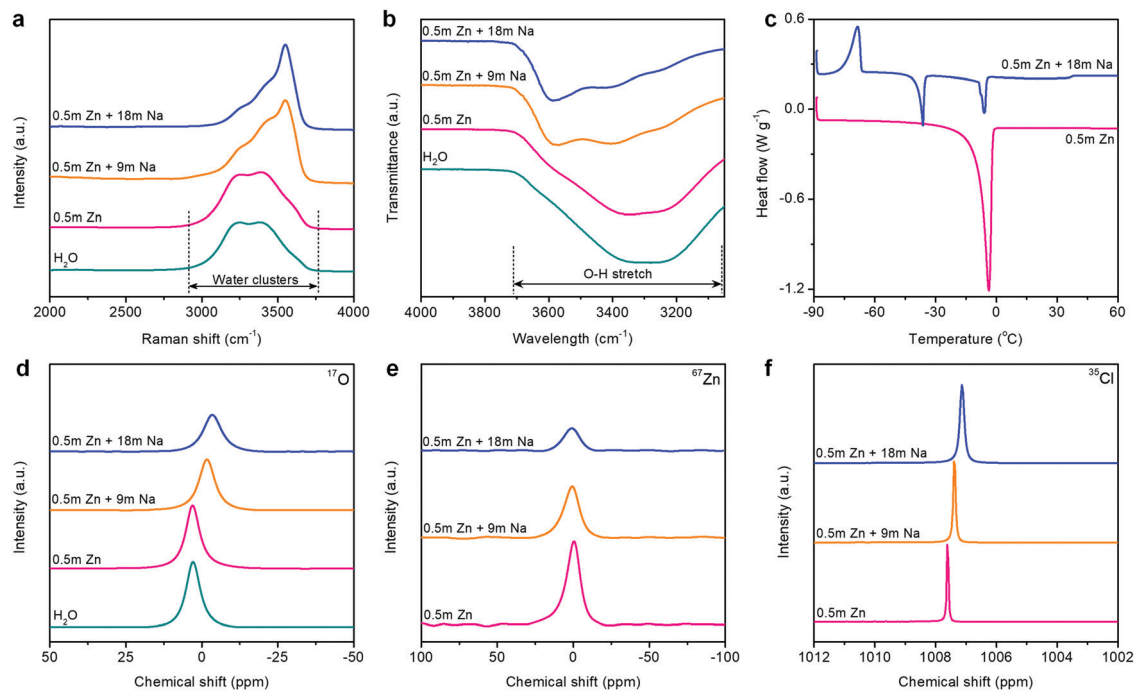 a
Intensity (a.u.)
0.5m Zn + 18m Na
0.5m Zn + 9m Na
0.5m Zn
H₂O
Water clusters
2000 2500 3000 3500 4000
Raman shift (cm⁻¹)
b
Transmittance (a.u.)
0.5m Zn + 18m Na
0.5m Zn + 9m Na
0.5m Zn
H₂O
O-H stretch
4000 3800 3600 3400 3200
Wavelength (cm⁻¹)
c
Heat flow (W g⁻¹)
0.6
0.0
-0.6
-1.2
0.5m Zn + 18m Na
0.5m Zn
-90 -60 -30 0 30 60
Temperature (°C)
d
¹⁷O
Intensity (a.u.)
0.5m Zn + 18m Na
0.5m Zn + 9m Na
0.5m Zn
H₂O
50 25 0 -25 -50
Chemical shift (ppm)
e
⁶⁷Zn
Intensity (a.u.)
0.5m Zn + 18m Na
0.5m Zn + 9m Na
0.5m Zn
100 50 0 -50 -100
Chemical shift (ppm)
f
³⁵Cl
Intensity (a.u.)
0.5m Zn + 18m Na
0.5m Zn + 9m Na
0.5m Zn
1012 1010 1008 1006 1004 1002
Chemical shift (ppm)